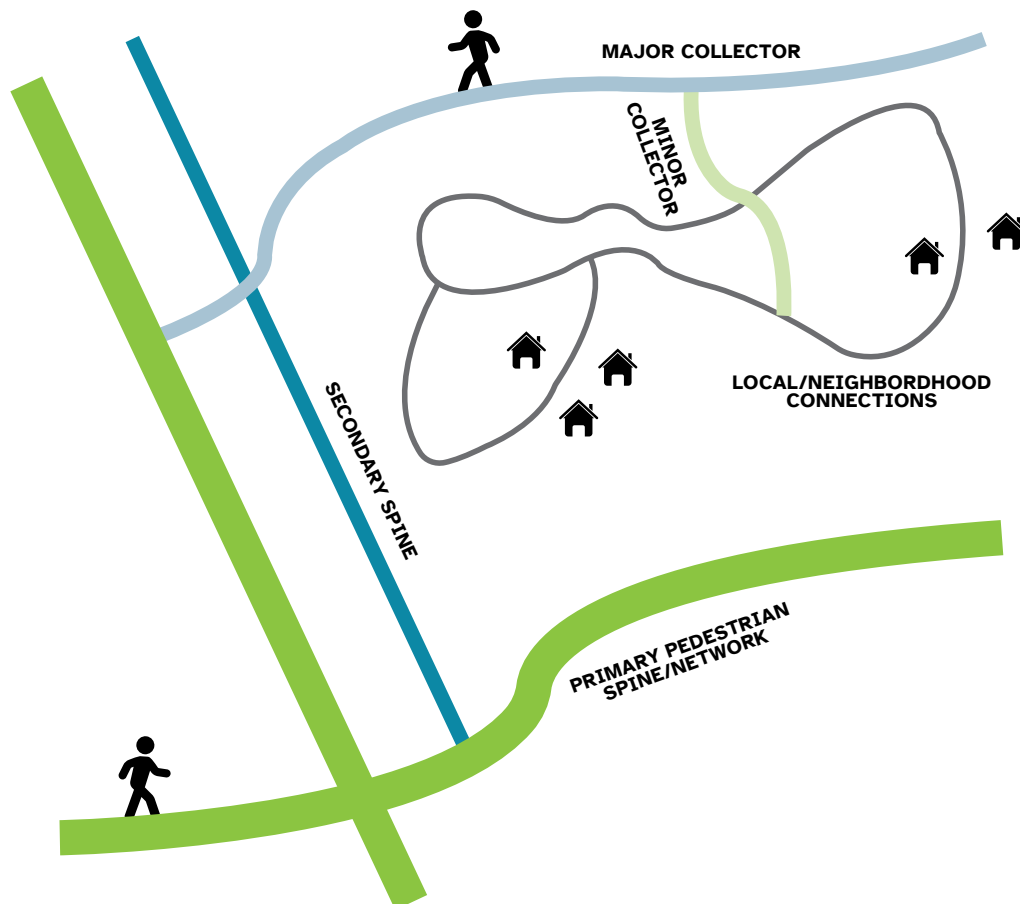 MAJOR COLLECTOR
MINOR
COLLECTOR
LOCAL/NEIGHBORDHOOD
CONNECTIONS
SECONDARY SPINE
PRIMARY PEDESTRIAN
SPINE/NETWORK